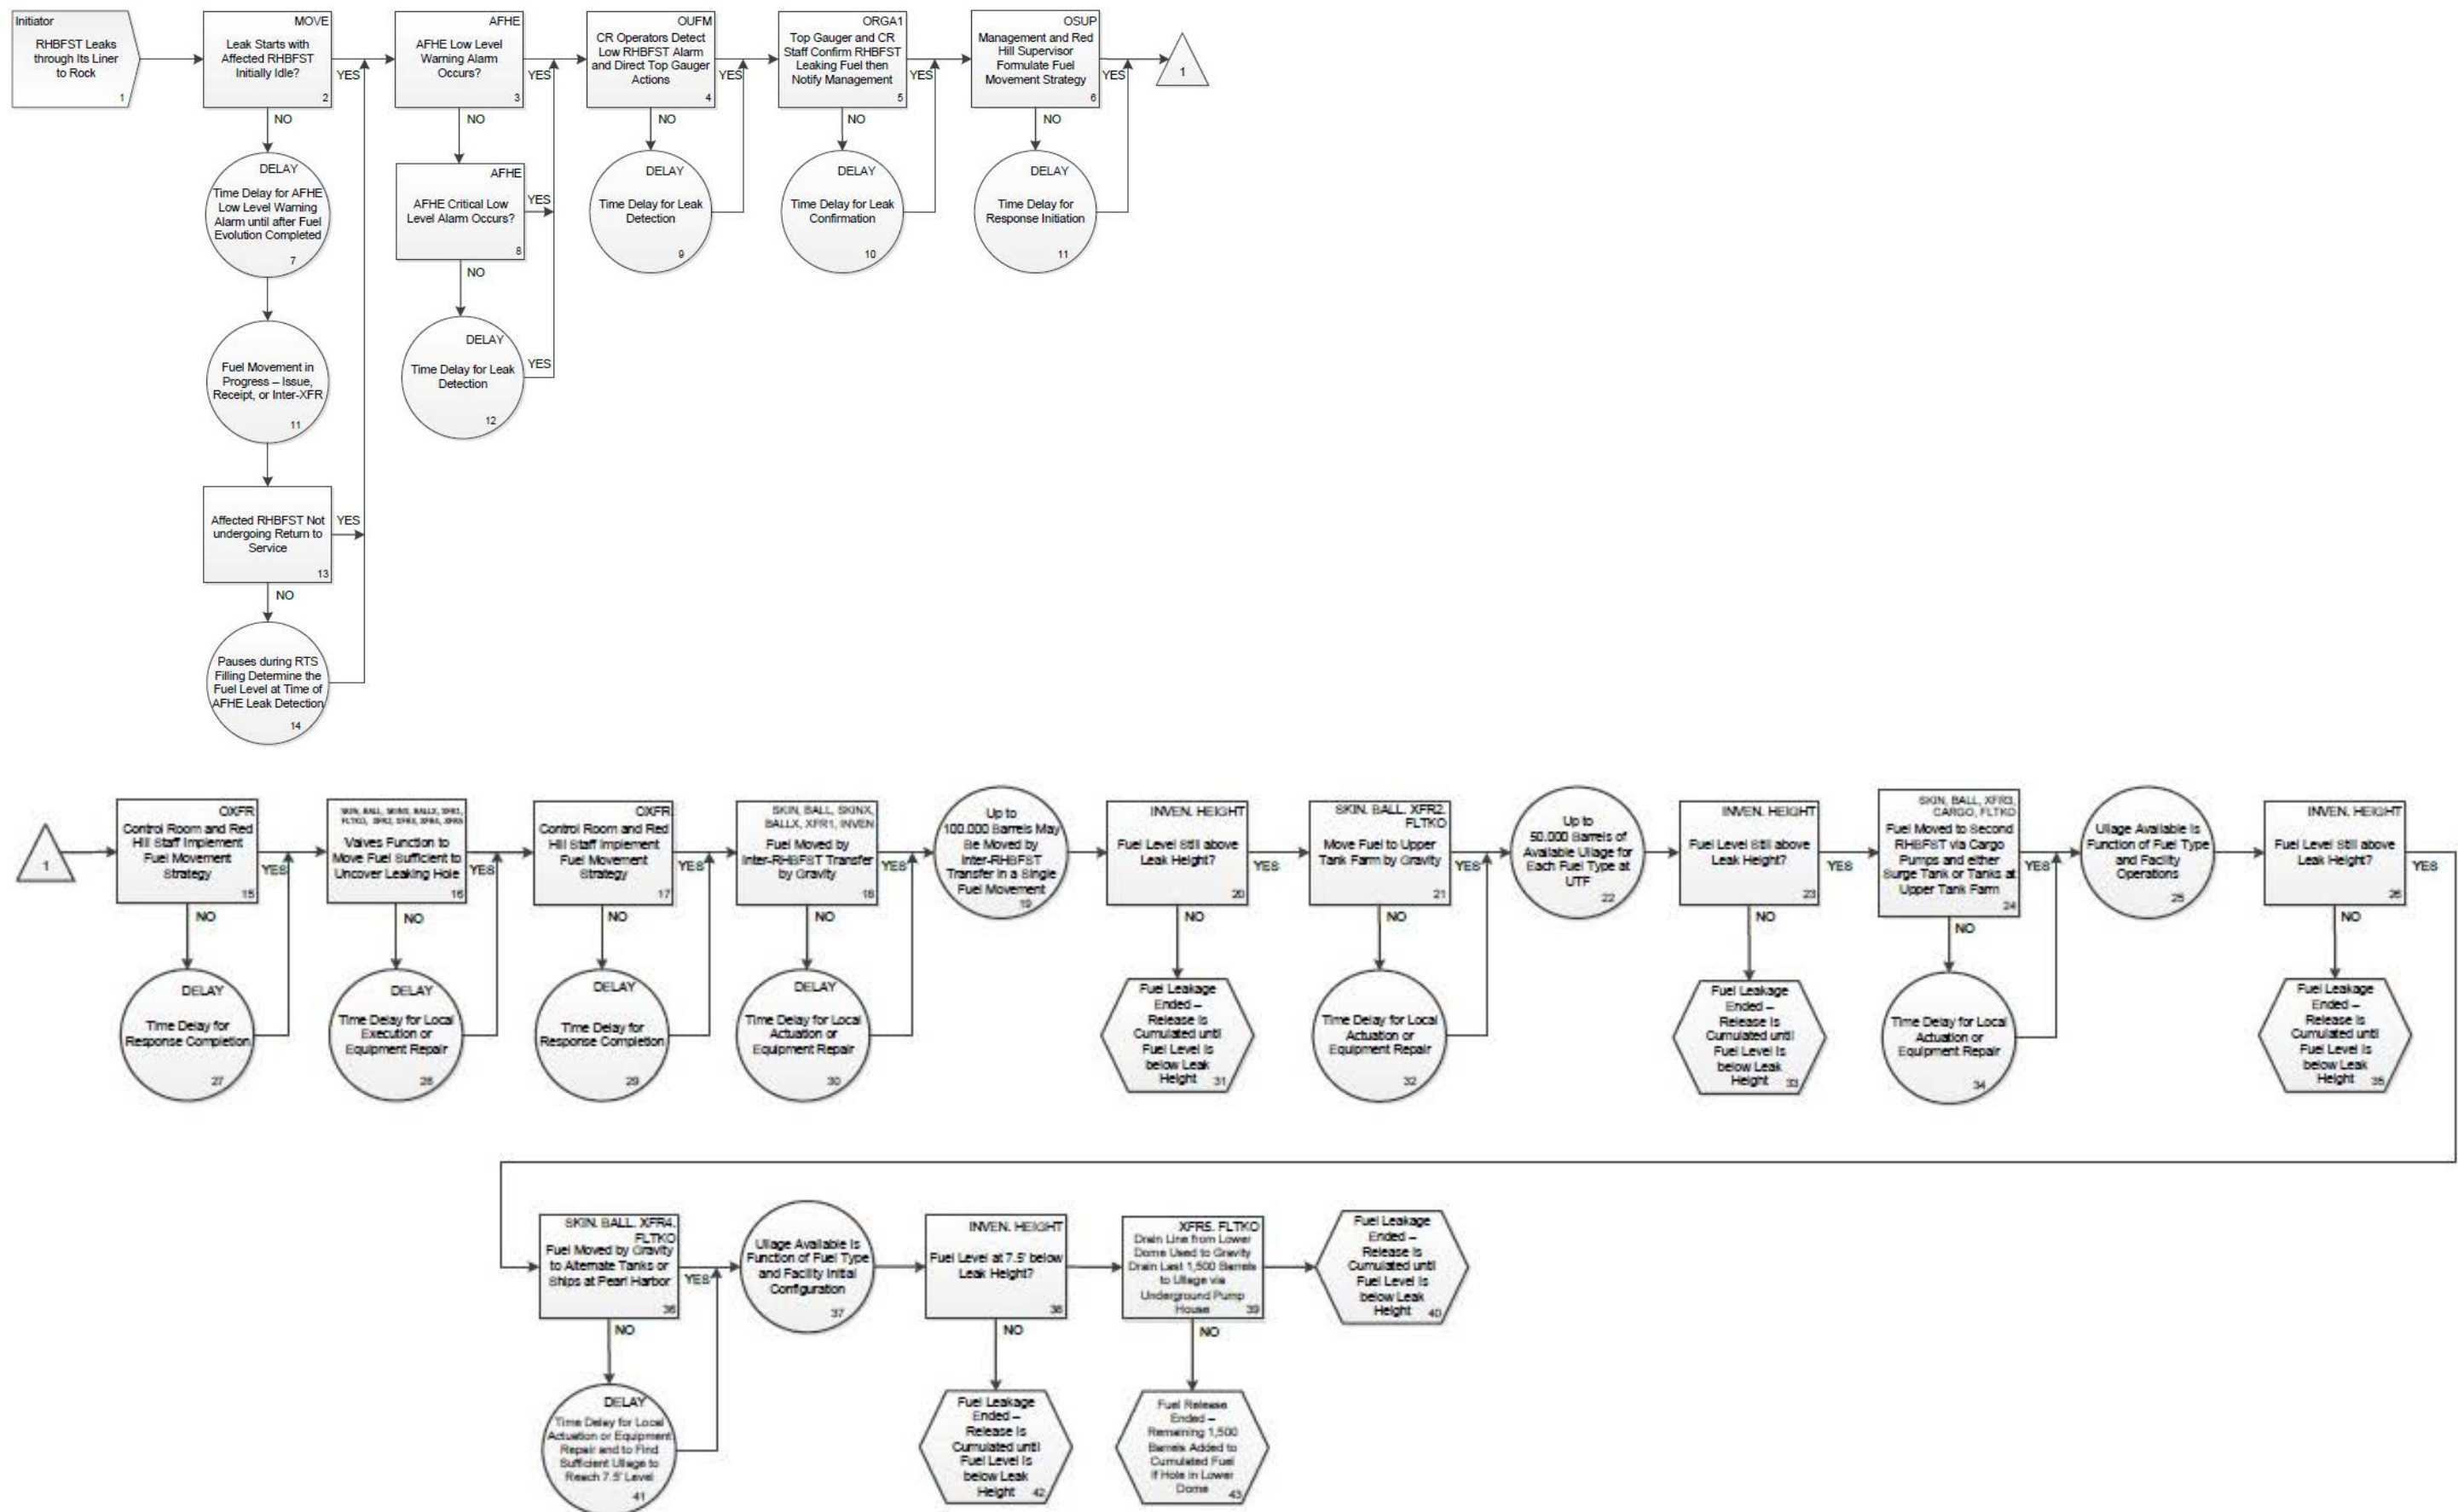 Initiator
RHBFST Leaks
through Its Liner
to Rock
1
MOVE
Leak Starts with
Affected RHBFST
Initially Idle?
2
YES
NO
AFHE
AFHE Low Level
Warning Alarm
Occurs?
3
YES
NO
OUFM
CR Operators Detect
Low RHBFST Alarm
and Direct Top Gauger
Actions
4
YES
NO
ORGA1
Top Gauger and CR
Staff Confirm RHBFST
Leaking Fuel then
Notify Management
5
YES
NO
OSUP
Management and Red
Hill Supervisor
Formulate Fuel
Movement Strategy
6
YES
NO
1
DELAY
Time Delay for AFHE
Low Level Warning
Alarm until after Fuel
Evolution Completed
7
AFHE
AFHE Critical Low
Level Alarm Occurs?
8
YES
NO
DELAY
Time Delay for Leak
Detection
9
DELAY
Time Delay for Leak
Confirmation
10
DELAY
Time Delay for
Response Initiation
11
Fuel Movement in
Progress – Issue,
Receipt, or Inter-XFR
11
DELAY
Time Delay for Leak
Detection
12
YES
Affected RHBFST Not
undergoing Return to
Service
13
YES
NO
Pauses during RTS
Filling Determine the
Fuel Level at Time of
AFHE Leak Detection
14
1
OXFR
Control Room and Red
Hill Staff Implement
Fuel Movement
Strategy
15
YES
NO
SKIN, BALL, SKINX, BALLX, XFR1,
FLTKO, XFR2, XFR3, XFR4, XFR5
Valves Function to
Move Fuel Sufficient to
Uncover Leaking Hole
16
YES
NO
OXFR
Control Room and Red
Hill Staff Implement
Fuel Movement
Strategy
17
YES
NO
SKIN, BALL, SKINX,
BALLX, XFR1, INVEN
Fuel Moved by
Inter-RHBFST Transfer
by Gravity
18
YES
NO
Up to
100,000 Barrels May
Be Moved by
Inter-RHBFST
Transfer in a Single
Fuel Movement
19
INVEN. HEIGHT
Fuel Level Still above
Leak Height?
20
YES
NO
SKIN. BALL. XFR2.
FLTKO
Move Fuel to Upper
Tank Farm by Gravity
21
YES
NO
Up to
50,000 Barrels of
Available Ullage for
Each Fuel Type at
UTF
22
INVEN. HEIGHT
Fuel Level Still above
Leak Height?
23
YES
NO
SKIN, BALL, XFR3,
CARGO, FLTKO
Fuel Moved to Second
RHBFST via Cargo
Pumps and either
Surge Tank or Tanks at
Upper Tank Farm
24
YES
NO
Ullage Available Is
Function of Fuel Type
and Facility
Operations
25
INVEN. HEIGHT
Fuel Level Still above
Leak Height?
26
YES
NO
DELAY
Time Delay for
Response Completion
27
DELAY
Time Delay for Local
Execution or
Equipment Repair
28
DELAY
Time Delay for
Response Completion
29
DELAY
Time Delay for Local
Actuation or
Equipment Repair
30
Fuel Leakage
Ended –
Release Is
Cumulated until
Fuel Level Is
below Leak
Height 31
Time Delay for Local
Actuation or
Equipment Repair
32
Fuel Leakage
Ended –
Release Is
Cumulated until
Fuel Level Is
below Leak
Height 33
Time Delay for Local
Actuation or
Equipment Repair
34
Fuel Leakage
Ended –
Release Is
Cumulated until
Fuel Level Is
below Leak
Height 35
SKIN. BALL. XFR4.
FLTKO
Fuel Moved by Gravity
to Alternate Tanks or
Ships at Pearl Harbor
36
YES
NO
Ullage Available Is
Function of Fuel Type
and Facility Initial
Configuration
37
INVEN. HEIGHT
Fuel Level at 7.5' below
Leak Height?
38
NO
XFR5. FLTKO
Drain Line from Lower
Dome Used to Gravity
Drain Last 1,500 Barrels
to Ullage via
Underground Pump
House 39
NO
Fuel Leakage
Ended –
Release Is
Cumulated until
Fuel Level Is
below Leak
Height 40
DELAY
Time Delay for Local
Actuation or Equipment
Repair and to Find
Sufficient Ullage to
Reach 7.5' Level
41
Fuel Leakage
Ended –
Release Is
Cumulated until
Fuel Level Is
below Leak
Height 42
Fuel Release
Ended –
Remaining 1,500
Barrels Added to
Cumulated Fuel
If Hole in Lower
Dome 43